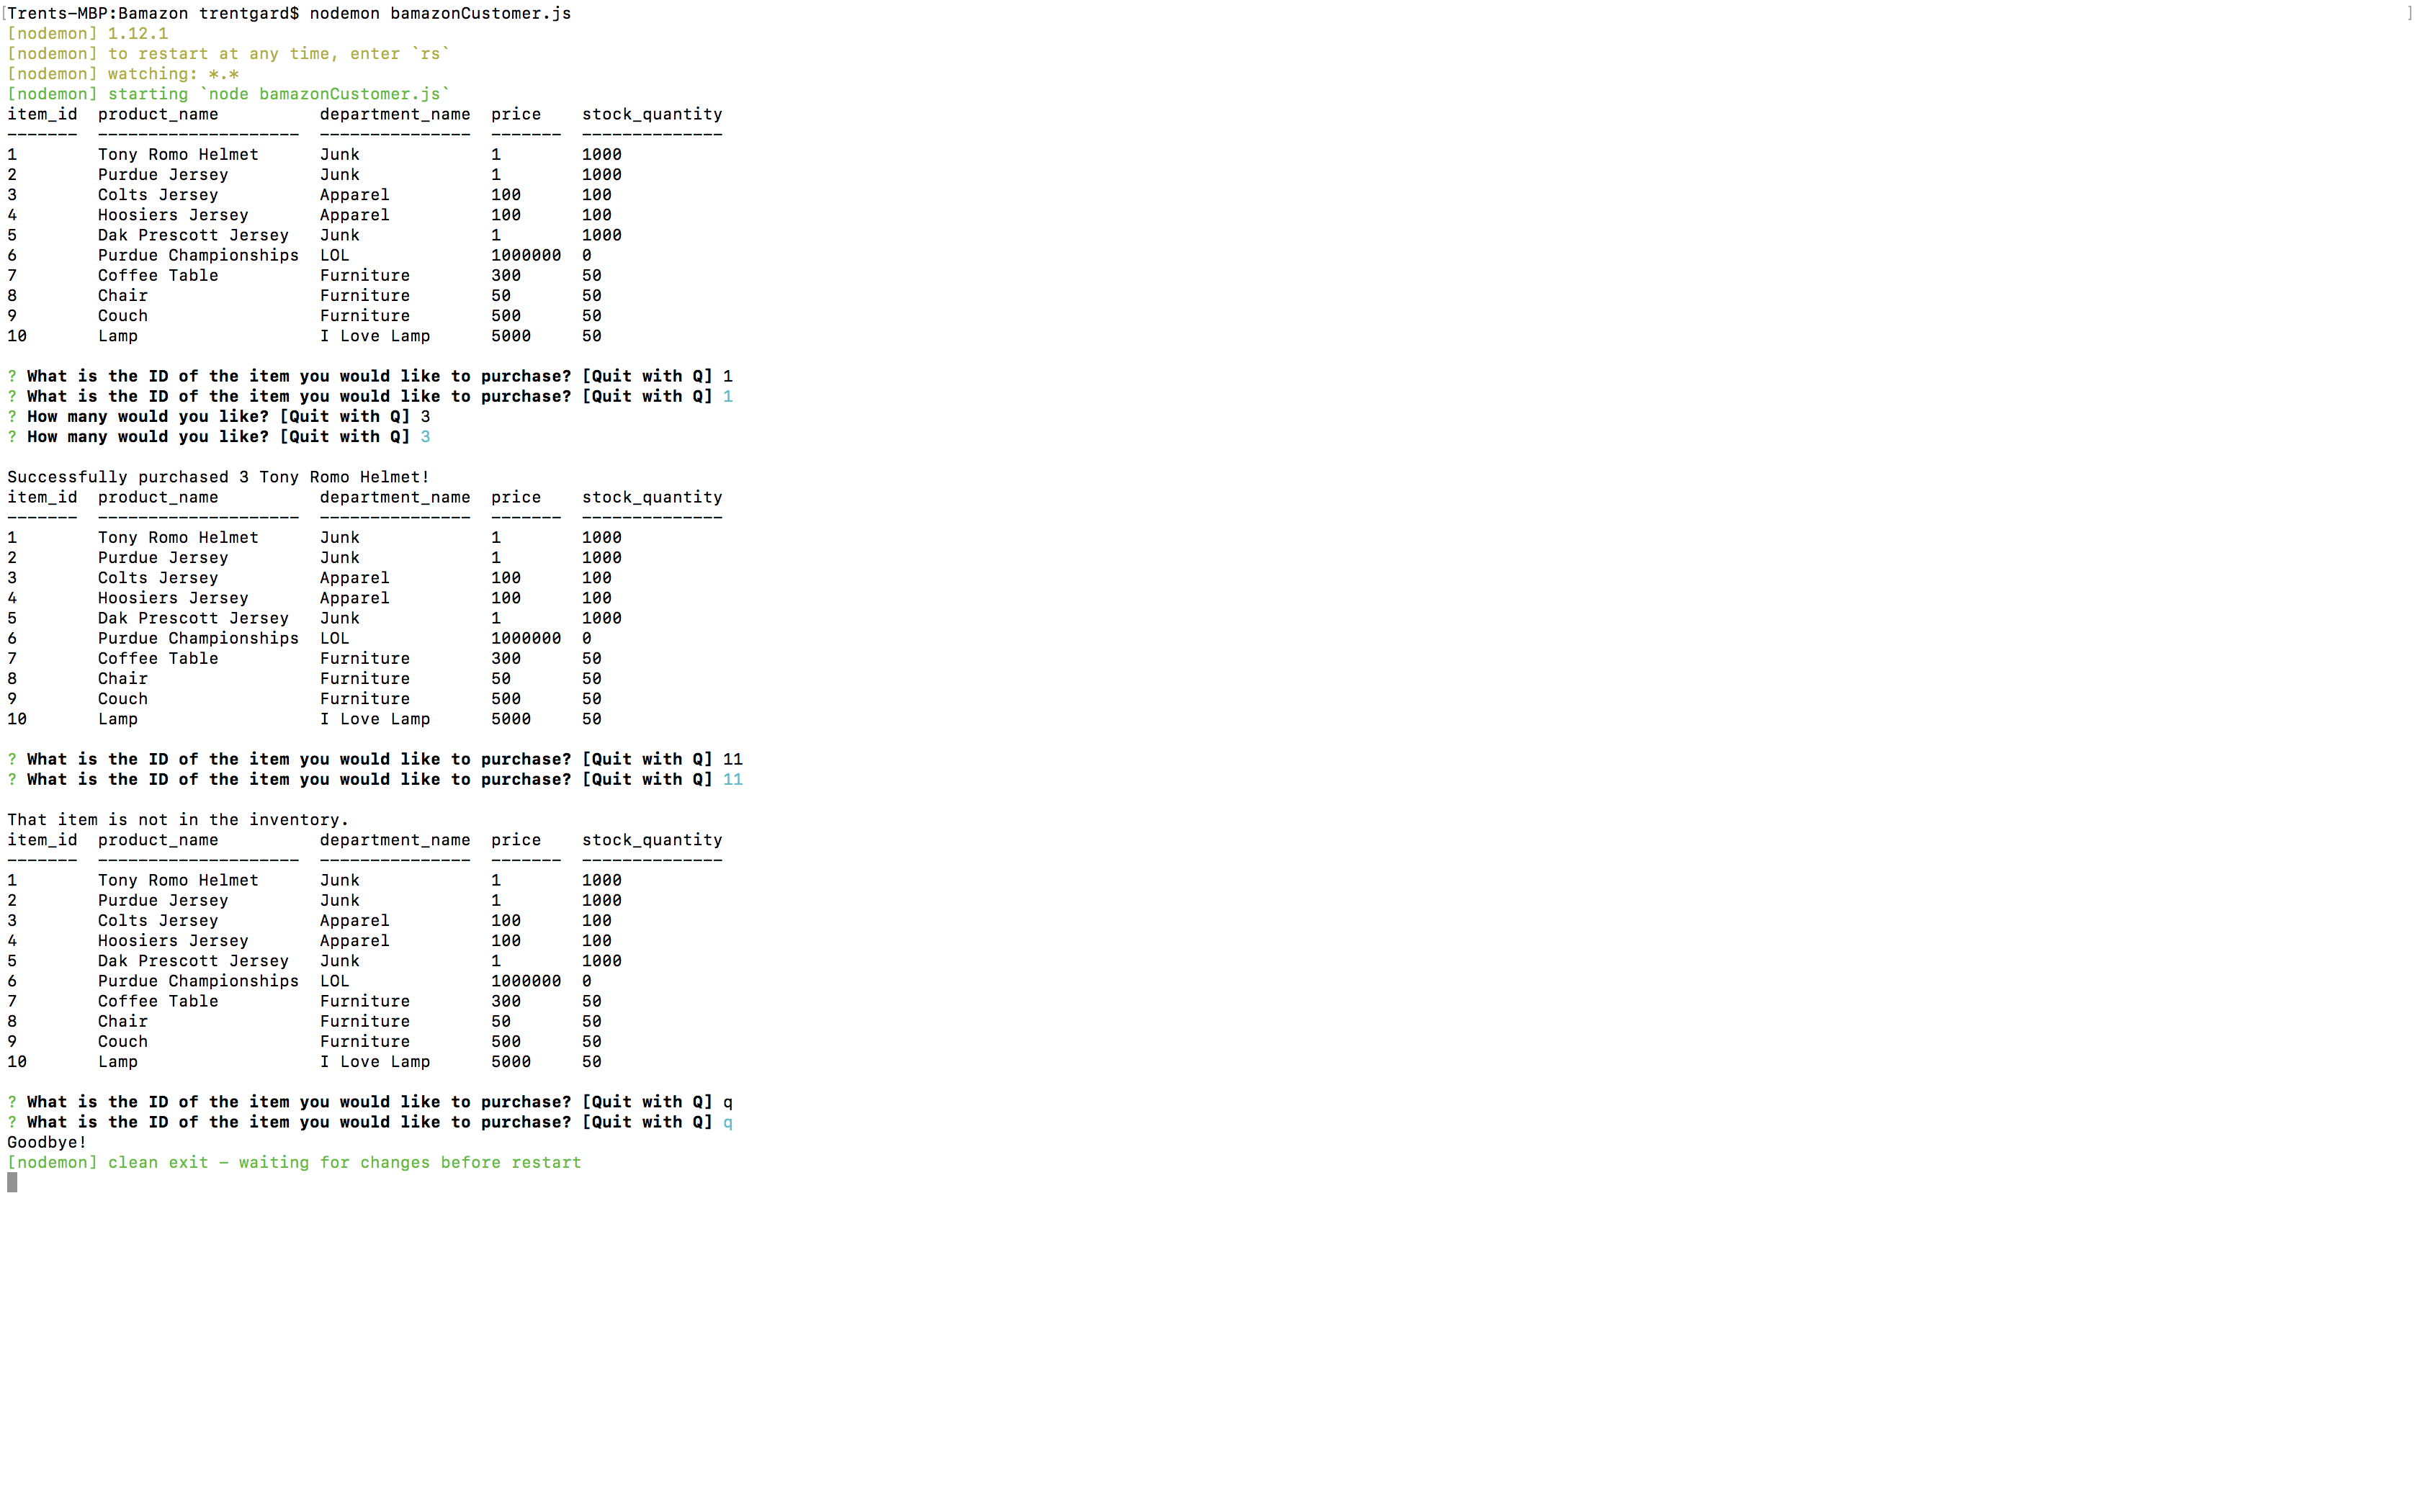 [Trents-MBP:Bamazon trentgard$ nodemon bamazonCustomer.js ]
[nodemon] 1.12.1
[nodemon] to restart at any time, enter `rs`
[nodemon] watching: *.*
[nodemon] starting `node bamazonCustomer.js`
item_id  product_name          department_name  price    stock_quantity
-------  --------------------  ---------------  -------  --------------
1        Tony Romo Helmet      Junk             1        1000
2        Purdue Jersey         Junk             1        1000
3        Colts Jersey          Apparel          100      100
4        Hoosiers Jersey       Apparel          100      100
5        Dak Prescott Jersey   Junk             1        1000
6        Purdue Championships  LOL              1000000  0
7        Coffee Table          Furniture        300      50
8        Chair                 Furniture        50       50
9        Couch                 Furniture        500      50
10       Lamp                  I Love Lamp      5000     50
? What is the ID of the item you would like to purchase? [Quit with Q] 1
? What is the ID of the item you would like to purchase? [Quit with Q] 1
? How many would you like? [Quit with Q] 3
? How many would you like? [Quit with Q] 3
Successfully purchased 3 Tony Romo Helmet!
item_id  product_name          department_name  price    stock_quantity
-------  --------------------  ---------------  -------  --------------
1        Tony Romo Helmet      Junk             1        1000
2        Purdue Jersey         Junk             1        1000
3        Colts Jersey          Apparel          100      100
4        Hoosiers Jersey       Apparel          100      100
5        Dak Prescott Jersey   Junk             1        1000
6        Purdue Championships  LOL              1000000  0
7        Coffee Table          Furniture        300      50
8        Chair                 Furniture        50       50
9        Couch                 Furniture        500      50
10       Lamp                  I Love Lamp      5000     50
? What is the ID of the item you would like to purchase? [Quit with Q] 11
? What is the ID of the item you would like to purchase? [Quit with Q] 11
That item is not in the inventory.
item_id  product_name          department_name  price    stock_quantity
-------  --------------------  ---------------  -------  --------------
1        Tony Romo Helmet      Junk             1        1000
2        Purdue Jersey         Junk             1        1000
3        Colts Jersey          Apparel          100      100
4        Hoosiers Jersey       Apparel          100      100
5        Dak Prescott Jersey   Junk             1        1000
6        Purdue Championships  LOL              1000000  0
7        Coffee Table          Furniture        300      50
8        Chair                 Furniture        50       50
9        Couch                 Furniture        500      50
10       Lamp                  I Love Lamp      5000     50
? What is the ID of the item you would like to purchase? [Quit with Q] q
? What is the ID of the item you would like to purchase? [Quit with Q] q
Goodbye!
[nodemon] clean exit - waiting for changes before restart